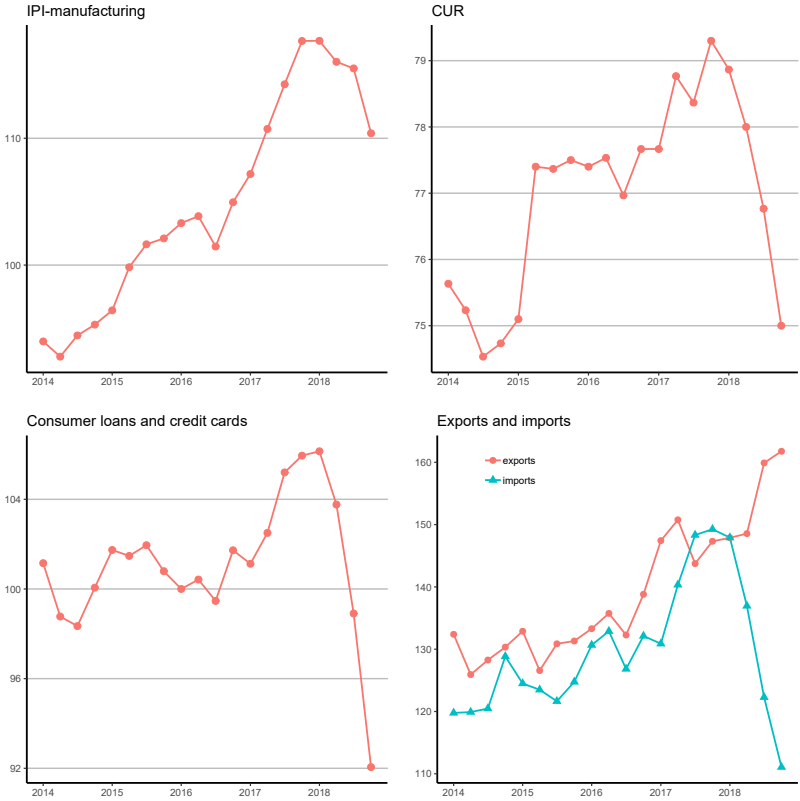 IPI-manufacturing
110
100
2014 2015 2016 2017 2018
CUR
79
78
77
76
75
2014 2015 2016 2017 2018
Consumer loans and credit cards
104
100
96
92
2014 2015 2016 2017 2018
Exports and imports
exports
imports
160
150
140
130
120
110
2014 2015 2016 2017 2018